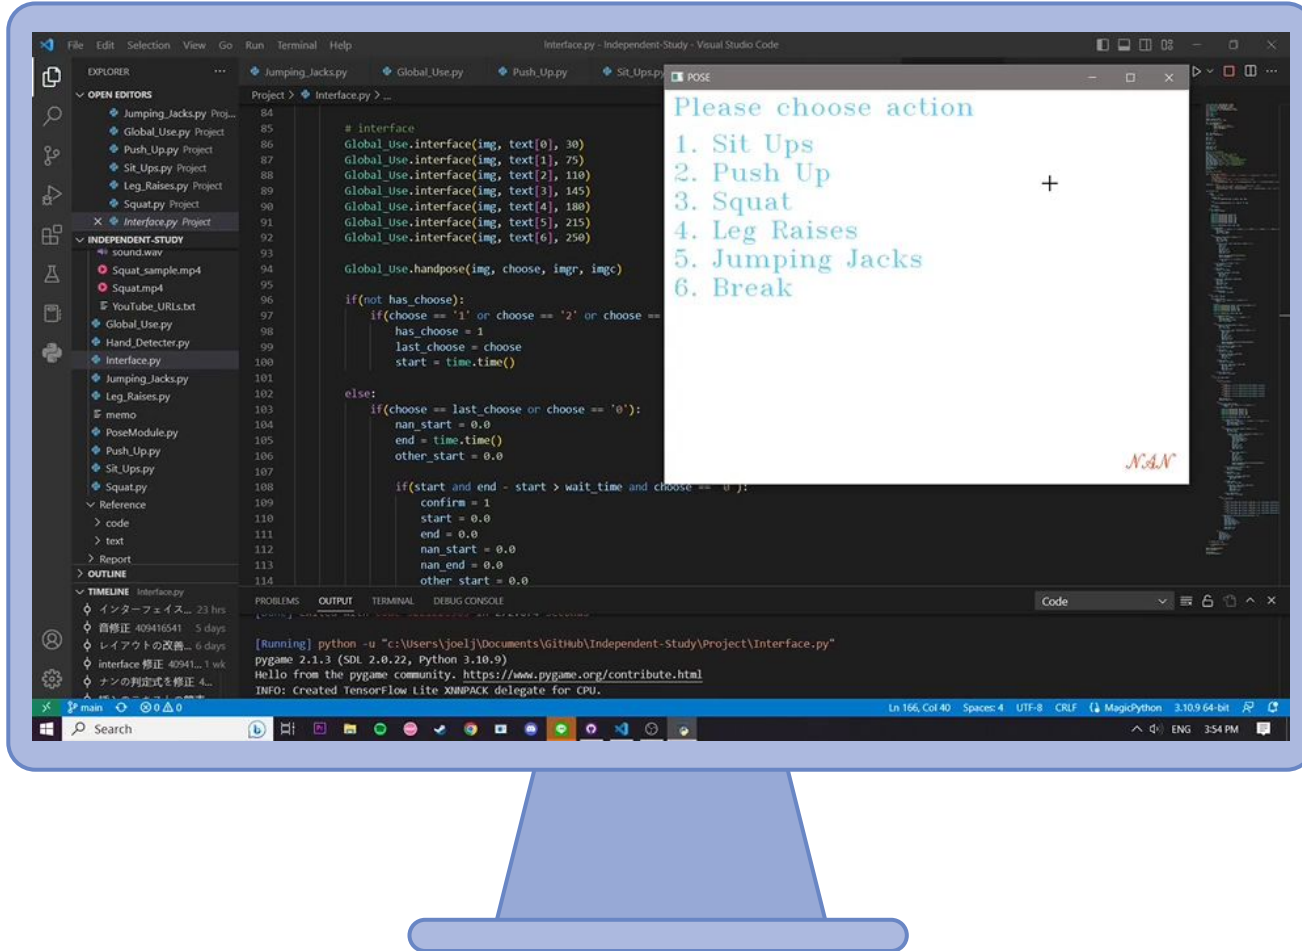 File Edit Selection View Go Run Terminal Help
Interface.py - Independent-Study - Visual Studio Code
EXPLORER ...
OPEN EDITORS
Jumping_Jacks.py Proj...
Global_Use.py Project
Push_Up.py Project
Sit_Ups.py Project
Leg_Raises.py Project
Squat.py Project
Interface.py Project
INDEPENDENT-STUDY
sound.wav
Squat_sample.mp4
Squat.mp4
YouTube_URLs.txt
Global_Use.py
Hand_Detecter.py
Interface.py
Jumping_Jacks.py
Leg_Raises.py
memo
PoseModule.py
Push_Up.py
Sit_Ups.py
Squat.py
Reference
code
text
Report
OUTLINE
TIMELINE Interface.py
インターフェイス... 23 hrs
音修正 409416541 5 days
レイアウトの改善... 6 days
interface 修正 40941... 1 wk
ナンの判定式を修正 4...
Jumping_Jacks.py Global_Use.py Push_Up.py Sit_Ups.py
Project > Interface.py > ...
84
85 # interface
86 Global_Use.interface(img, text[0], 30)
87 Global_Use.interface(img, text[1], 75)
88 Global_Use.interface(img, text[2], 110)
89 Global_Use.interface(img, text[3], 145)
90 Global_Use.interface(img, text[4], 180)
91 Global_Use.interface(img, text[5], 215)
92 Global_Use.interface(img, text[6], 250)
93
94 Global_Use.handpose(img, choose, imgr, imgc)
95
96 if(not has_choose):
97 if(choose == '1' or choose == '2' or choose ==
98 has_choose = 1
99 last_choose = choose
100 start = time.time()
101
102 else:
103 if(choose == last_choose or choose == '0'):
104 nan_start = 0.0
105 end = time.time()
106 other_start = 0.0
107
108 if(start and end - start > wait_time and choose == '0'):
109 confirm = 1
110 start = 0.0
111 end = 0.0
112 nan_start = 0.0
113 nan_end = 0.0
114 other_start = 0.0
POSE
Please choose action
1. Sit Ups
2. Push Up
3. Squat
4. Leg Raises
5. Jumping Jacks
6. Break
NAN
PROBLEMS OUTPUT TERMINAL DEBUG CONSOLE
Code
[Running] python -u "c:\Users\joelj\Documents\GitHub\Independent-Study\Project\Interface.py"
pygame 2.1.3 (SDL 2.0.22, Python 3.10.9)
Hello from the pygame community. https://www.pygame.org/contribute.html
INFO: Created TensorFlow Lite XNNPACK delegate for CPU.
main 0 0 Ln 166, Col 40 Spaces: 4 UTF-8 CRLF MagicPython 3.10.9 64-bit
Search
ENG 3:54 PM